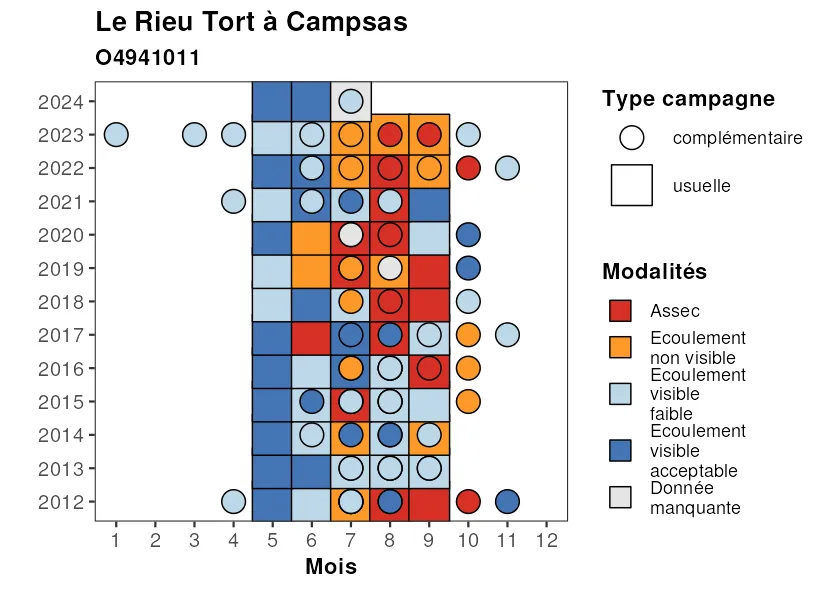 Le Rieu Tort à Campsas
O4941011
2024
2023
2022
2021
2020
2019
2018
2017
2016
2015
2014
2013
2012
1 2 3 4 5 6 7 8 9 10 11 12
Mois
Type campagne
complémentaire
usuelle
Modalités
Assec
Ecoulement
non visible
Ecoulement
visible
faible
Ecoulement
visible
acceptable
Donnée
manquante